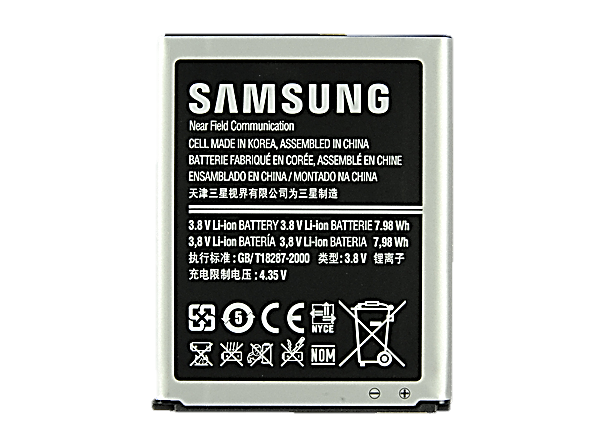 SAMSUNG
Near Field Communication
CELL MADE IN KOREA, ASSEMBLED IN CHINA
BATTERIE FABRIQUÉ EN CORÉE, ASSEMBLÉ EN CHINE
ENSAMBLADO EN CHINA / MONTADO NA CHINA
天津三星视界有限公司为三星制造
3.8 V Li-ion BATTERY 3.8 V Li-ion BATTERIE 7.98 Wh
3,8 V Li-ion BATERÍA 3,8 V Li-ion BATERIA 7,98 Wh
执行标准: GB/T18287-2000 类型: 3.8 V 锂离子
充电限制电压: 4.35 V
5 CE NYCE
NOM
⊖ ⊕